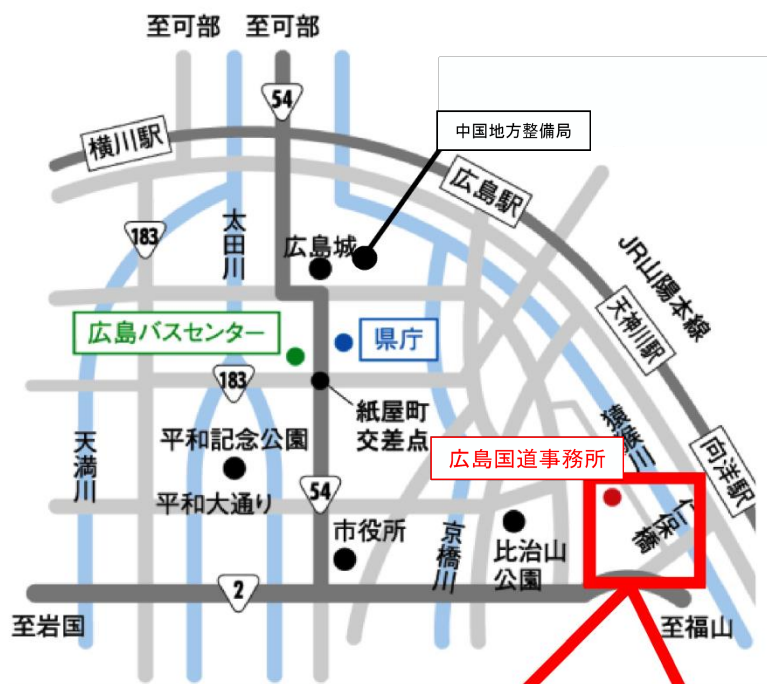 至可部
至可部
54
中国地方整備局
横川駅
広島駅
183
太田川
広島城
JR山陽本線
広島バスセンター
県庁
天神川駅
183
紙屋町
交差点
猿猴川
天満川
平和記念公園
広島国道事務所
向洋駅
平和大通り
54
仁保橋
市役所
京橋川
比治山
公園
2
至岩国
至福山